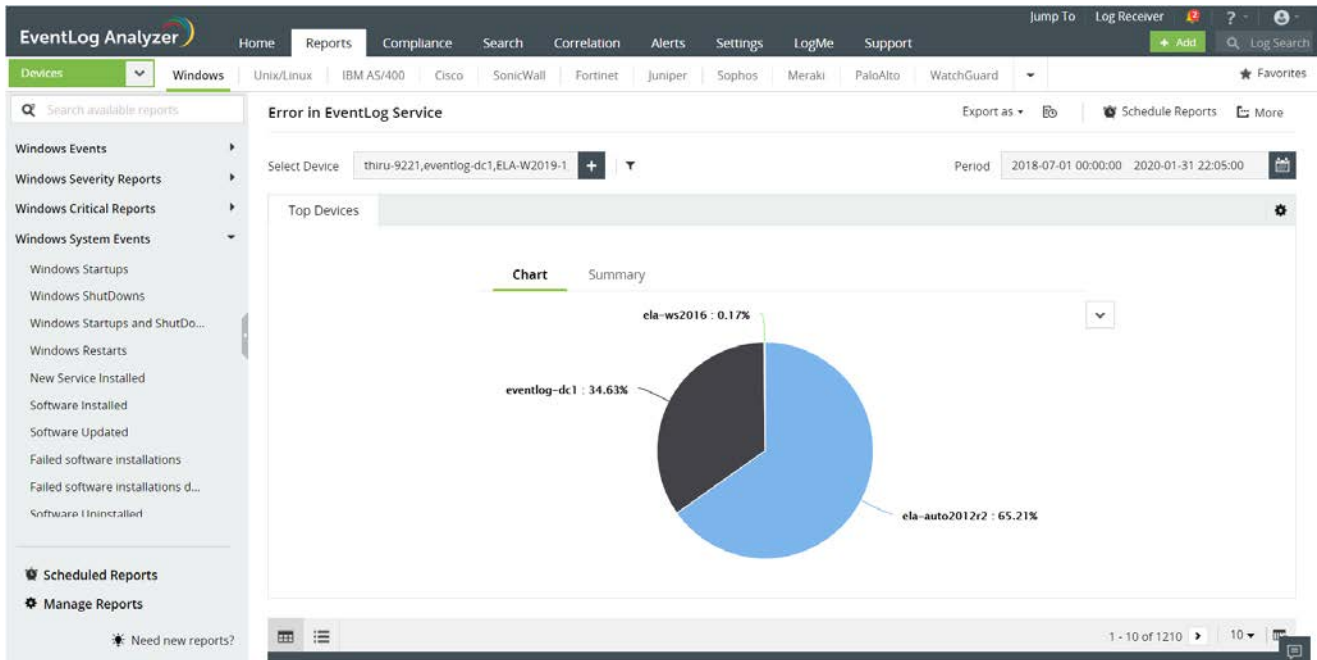 Jump To Log Receiver 2 ?
EventLog Analyzer
Home Reports Compliance Search Correlation Alerts Settings LogMe Support
+ Add Log Search
Devices Windows Unix/Linux IBM AS/400 Cisco SonicWall Fortinet Juniper Sophos Meraki PaloAlto WatchGuard Favorites
Search available reports
Error in EventLog Service
Export as Schedule Reports More
Windows Events
Windows Severity Reports
Windows Critical Reports
Windows System Events
Windows Startups
Windows ShutDowns
Windows Startups and ShutDo...
Windows Restarts
New Service Installed
Software Installed
Software Updated
Failed software installations
Failed software installations d...
Software Uninstalled
Scheduled Reports
Manage Reports
Need new reports?
Select Device thiru-9221,eventlog-dc1,ELA-W2019-1 +
Period 2018-07-01 00:00:00 2020-01-31 22:05:00
Top Devices
Chart Summary
ela-ws2016 : 0.17%
eventlog-dc1 : 34.63%
ela-auto2012r2 : 65.21%
1 - 10 of 1210 10